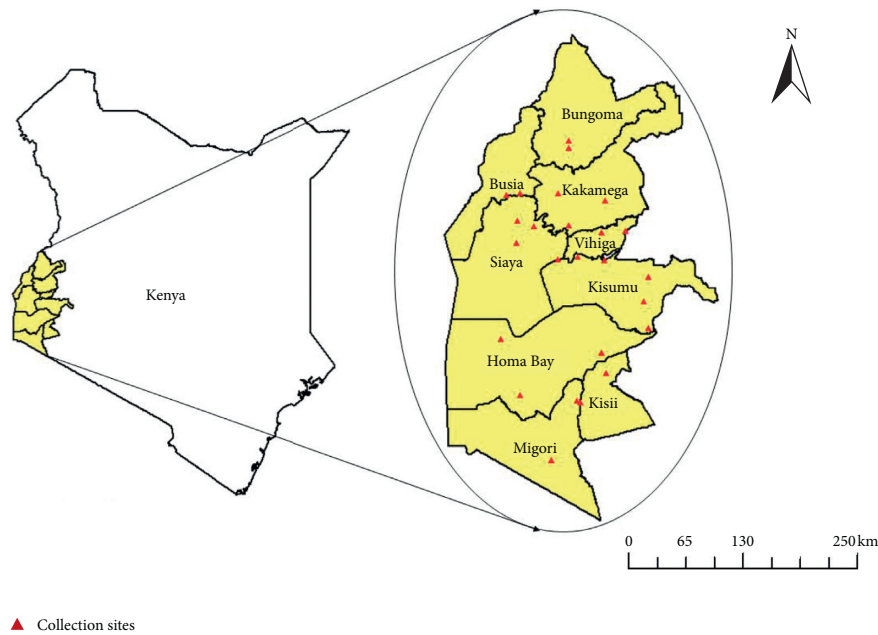 N
Bungoma
Busia
Kakamega
Vihiga
Siaya
Kisumu
Kenya
Homa Bay
Kisii
Migori
0 65 130 250 km
Collection sites